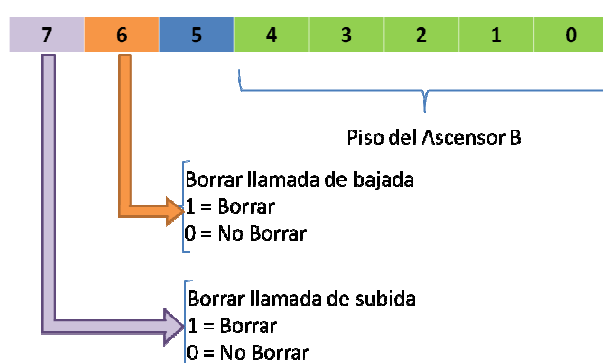 7 6 5 4 3 2 1 0
Piso del Ascensor B
Borrar llamada de bajada
1 = Borrar
0 = No Borrar
Borrar llamada de subida
1 = Borrar
0 = No Borrar